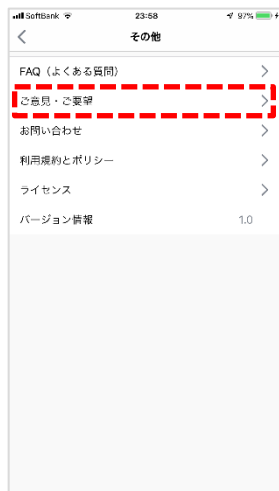 SoftBank 23:58 97%
その他
FAQ（よくある質問）
ご意見・ご要望
お問い合わせ
利用規約とポリシー
ライセンス
バージョン情報 1.0